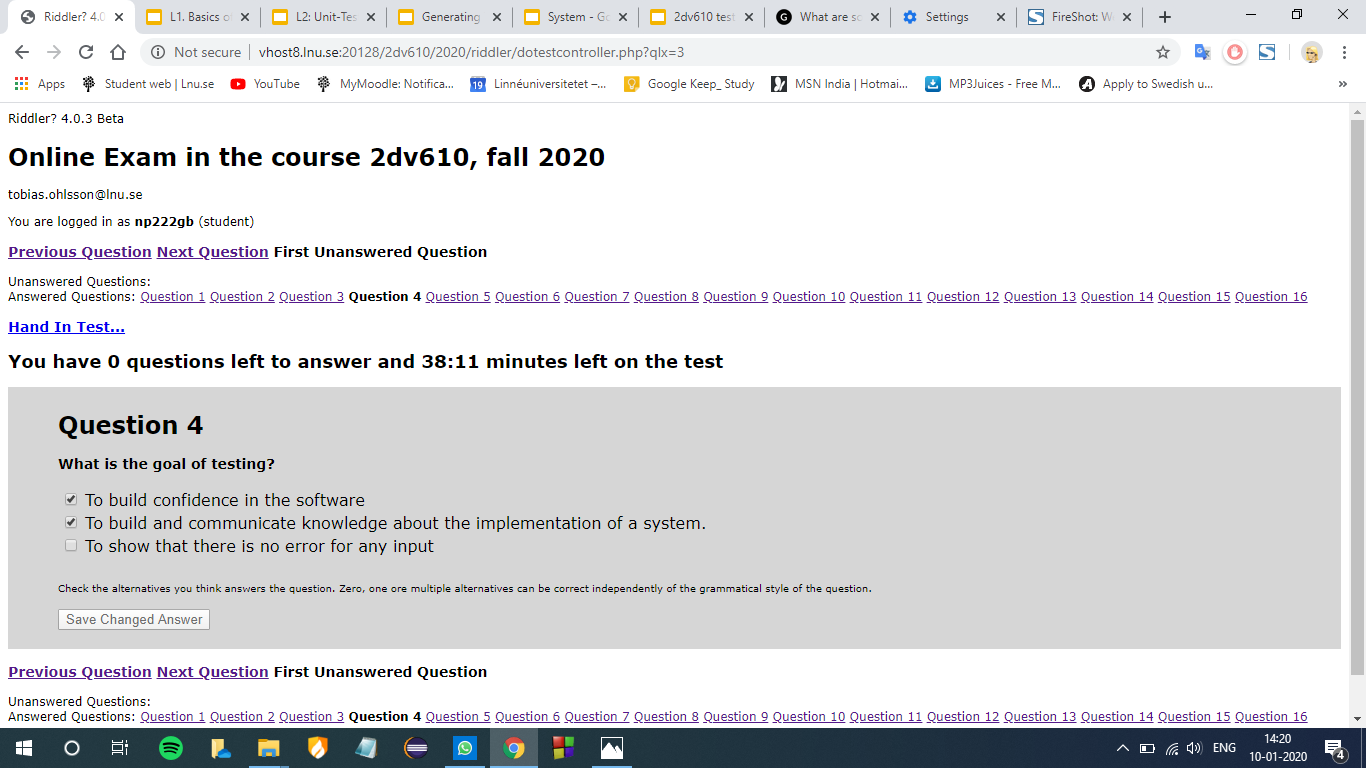 Riddler? 4.0
L1. Basics o
L2: Unit-Tes
Generating
System - Go
2dv610 test
What are so
Settings
FireShot: W
Not secure | vhost8.lnu.se:20128/2dv610/2020/riddler/dotestcontroller.php?qlx=3
Apps
Student web | Lnu.se
YouTube
MyMoodle: Notifica...
19 Linnéuniversitetet –...
Google Keep_ Study
MSN India | Hotmai...
MP3Juices - Free M...
Apply to Swedish u...
»
Riddler? 4.0.3 Beta
Online Exam in the course 2dv610, fall 2020
tobias.ohlsson@lnu.se
You are logged in as np222gb (student)
Previous Question Next Question First Unanswered Question
Unanswered Questions:
Answered Questions: Question 1 Question 2 Question 3 Question 4 Question 5 Question 6 Question 7 Question 8 Question 9 Question 10 Question 11 Question 12 Question 13 Question 14 Question 15 Question 16
Hand In Test...
You have 0 questions left to answer and 38:11 minutes left on the test
Question 4
What is the goal of testing?
To build confidence in the software
To build and communicate knowledge about the implementation of a system.
To show that there is no error for any input
Check the alternatives you think answers the question. Zero, one ore multiple alternatives can be correct independently of the grammatical style of the question.
Save Changed Answer
Previous Question Next Question First Unanswered Question
Unanswered Questions:
Answered Questions: Question 1 Question 2 Question 3 Question 4 Question 5 Question 6 Question 7 Question 8 Question 9 Question 10 Question 11 Question 12 Question 13 Question 14 Question 15 Question 16
ENG
14:20
10-01-2020
4